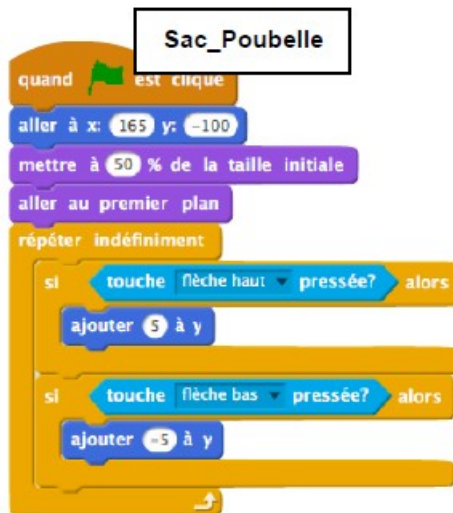 Sac_Poubelle
quand est cliqué
aller à x: 165 y: -100
mettre à 50 % de la taille initiale
aller au premier plan
répéter indéfiniment
si touche flèche haut pressée? alors
ajouter 5 à y
si touche flèche bas pressée? alors
ajouter -5 à y